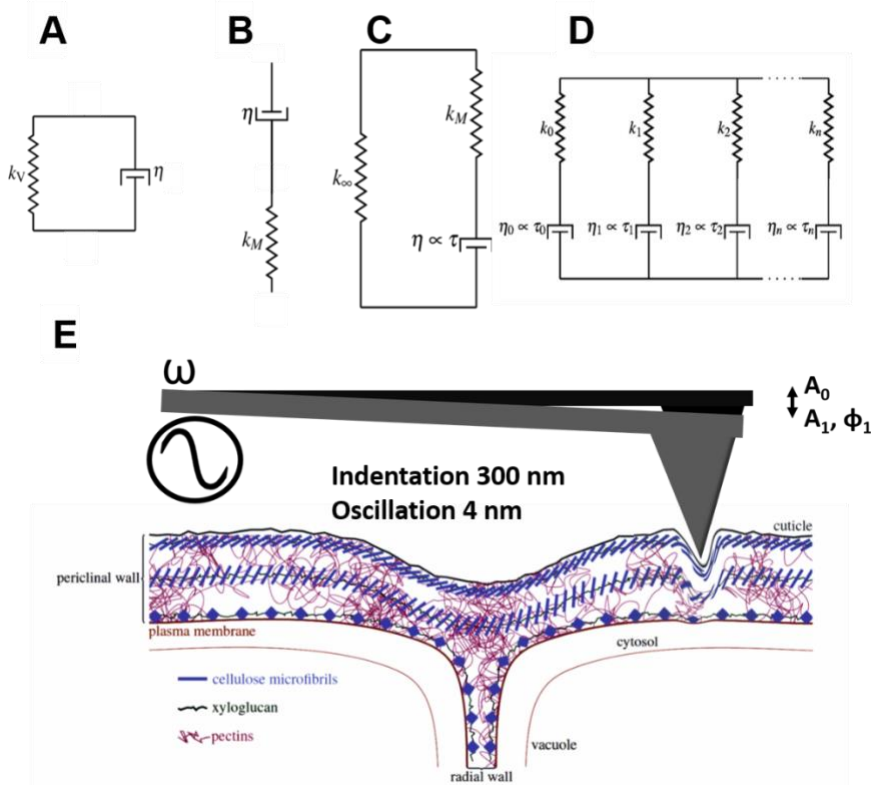 A
B
C
D
k_V
η
η
k_M
k_∞
k_M
η ∝ τ
k_0
k_1
k_2
k_n
η_0 ∝ τ_0
η_1 ∝ τ_1
η_2 ∝ τ_2
η_n ∝ τ_n
E
ω
A_0
A_1, ϕ_1
Indentation 300 nm
Oscillation 4 nm
cuticle
periclinal wall
plasma membrane
cytosol
cellulose microfibrils
xyloglucan
pectins
vacuole
radial wall